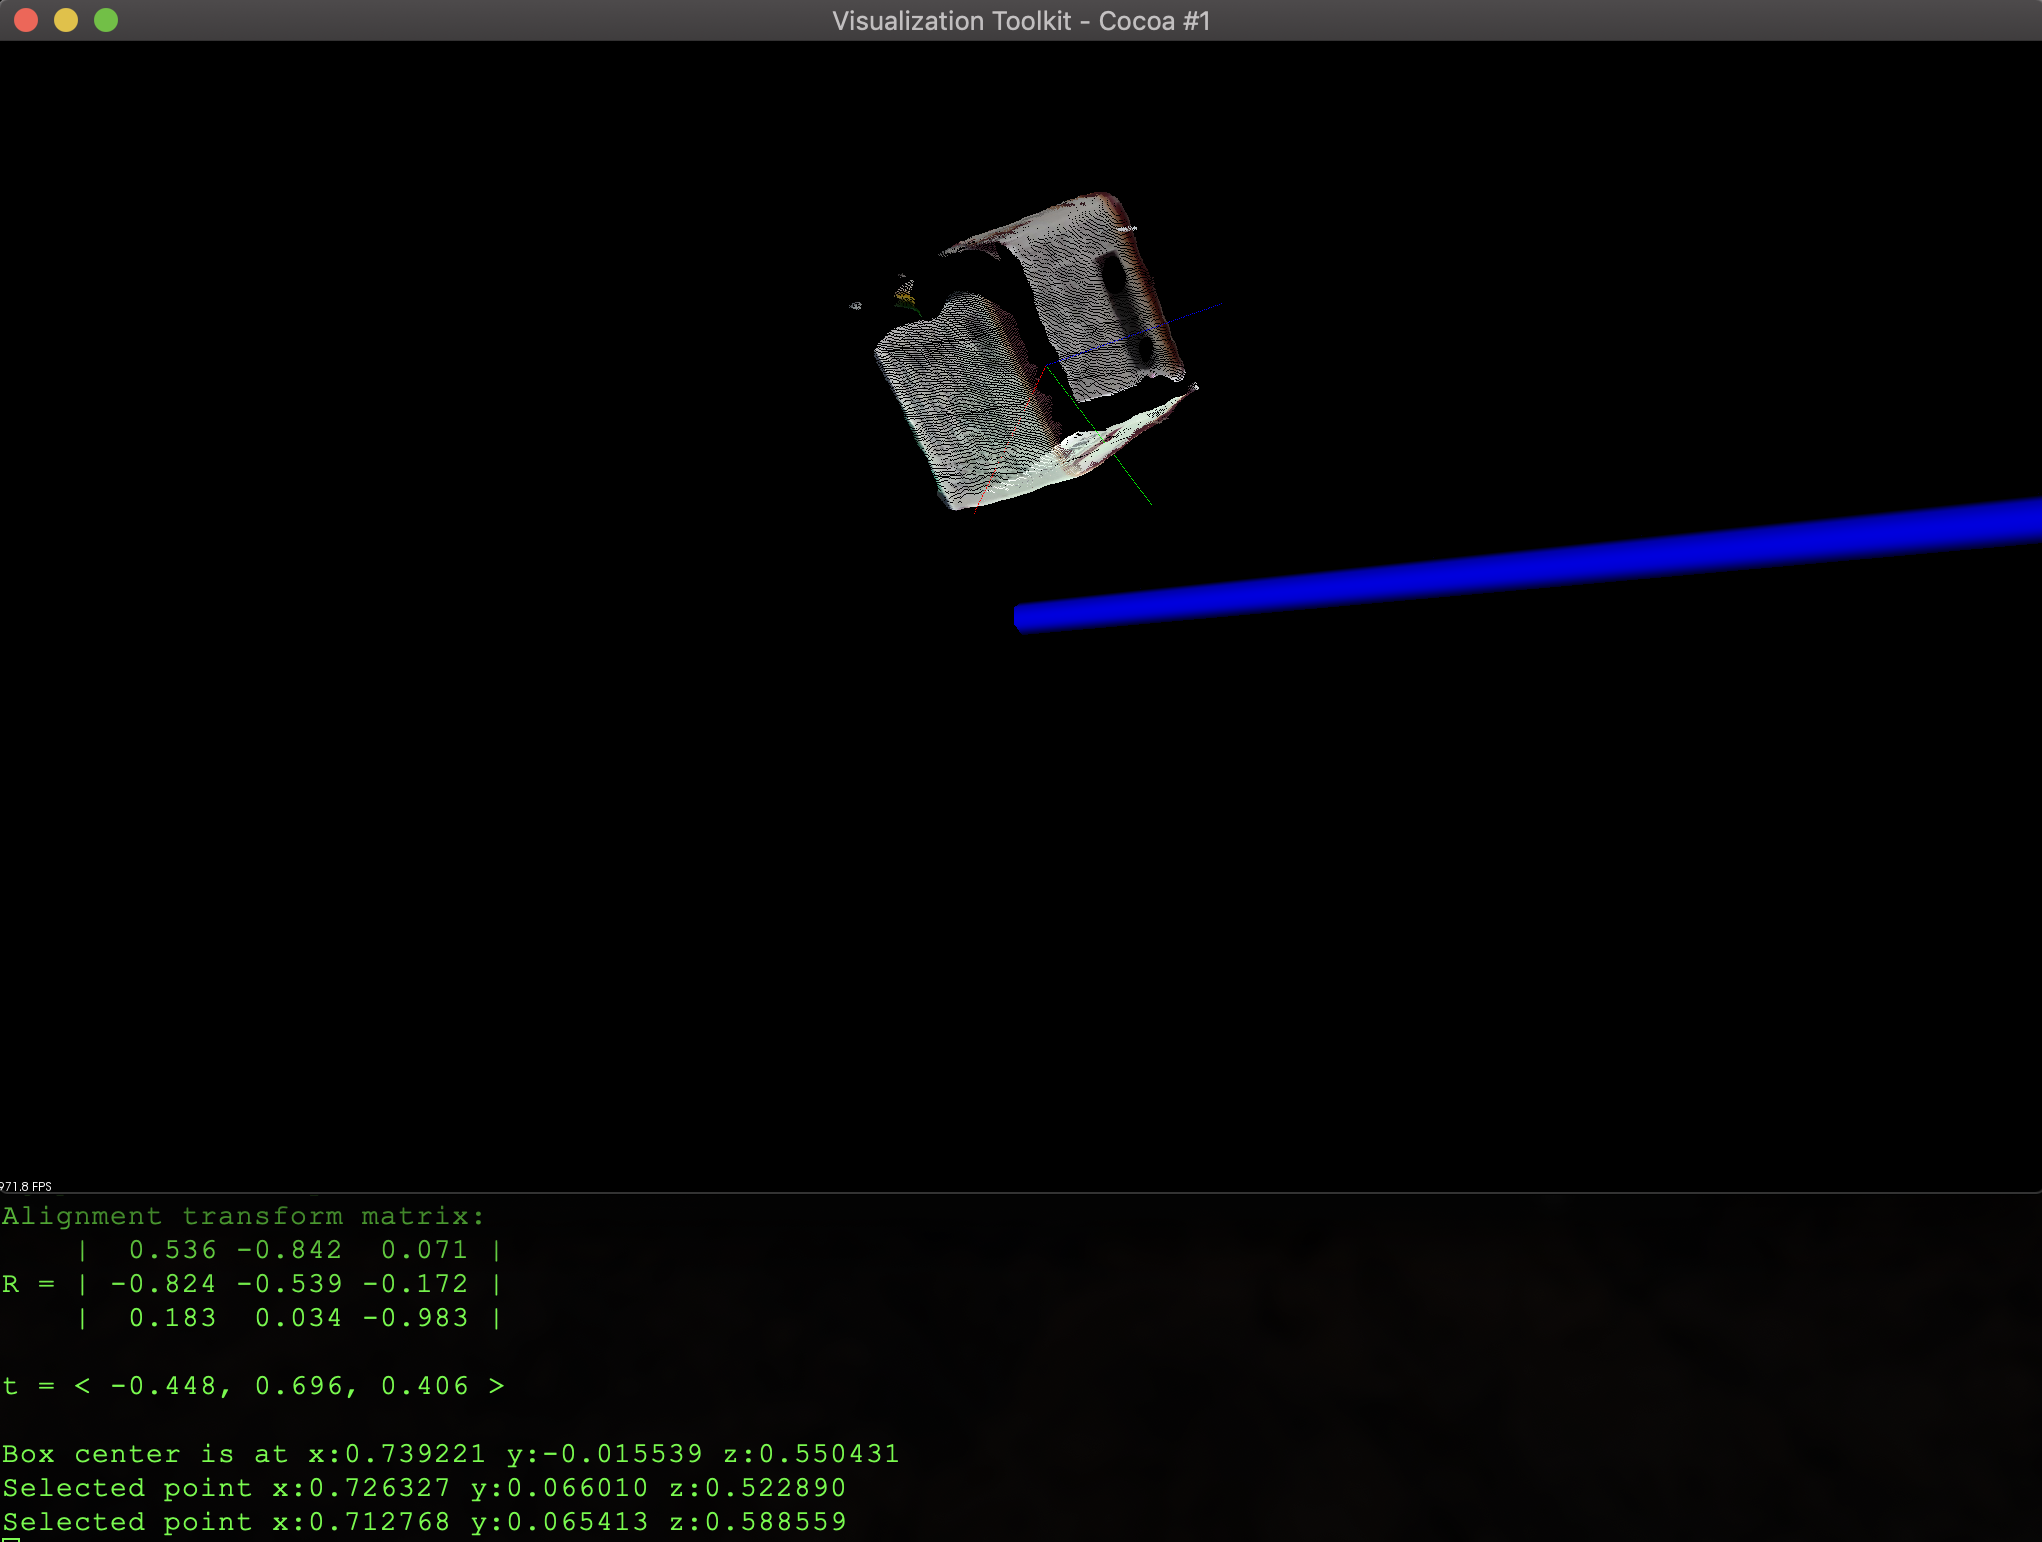 Visualization Toolkit - Cocoa #1
971.8 FPS
Alignment transform matrix:
| 0.536 -0.842 0.071 |
R = | -0.824 -0.539 -0.172 |
| 0.183 0.034 -0.983 |
t = < -0.448, 0.696, 0.406 >
Box center is at x:0.739221 y:-0.015539 z:0.550431
Selected point x:0.726327 y:0.066010 z:0.522890
Selected point x:0.712768 y:0.065413 z:0.588559